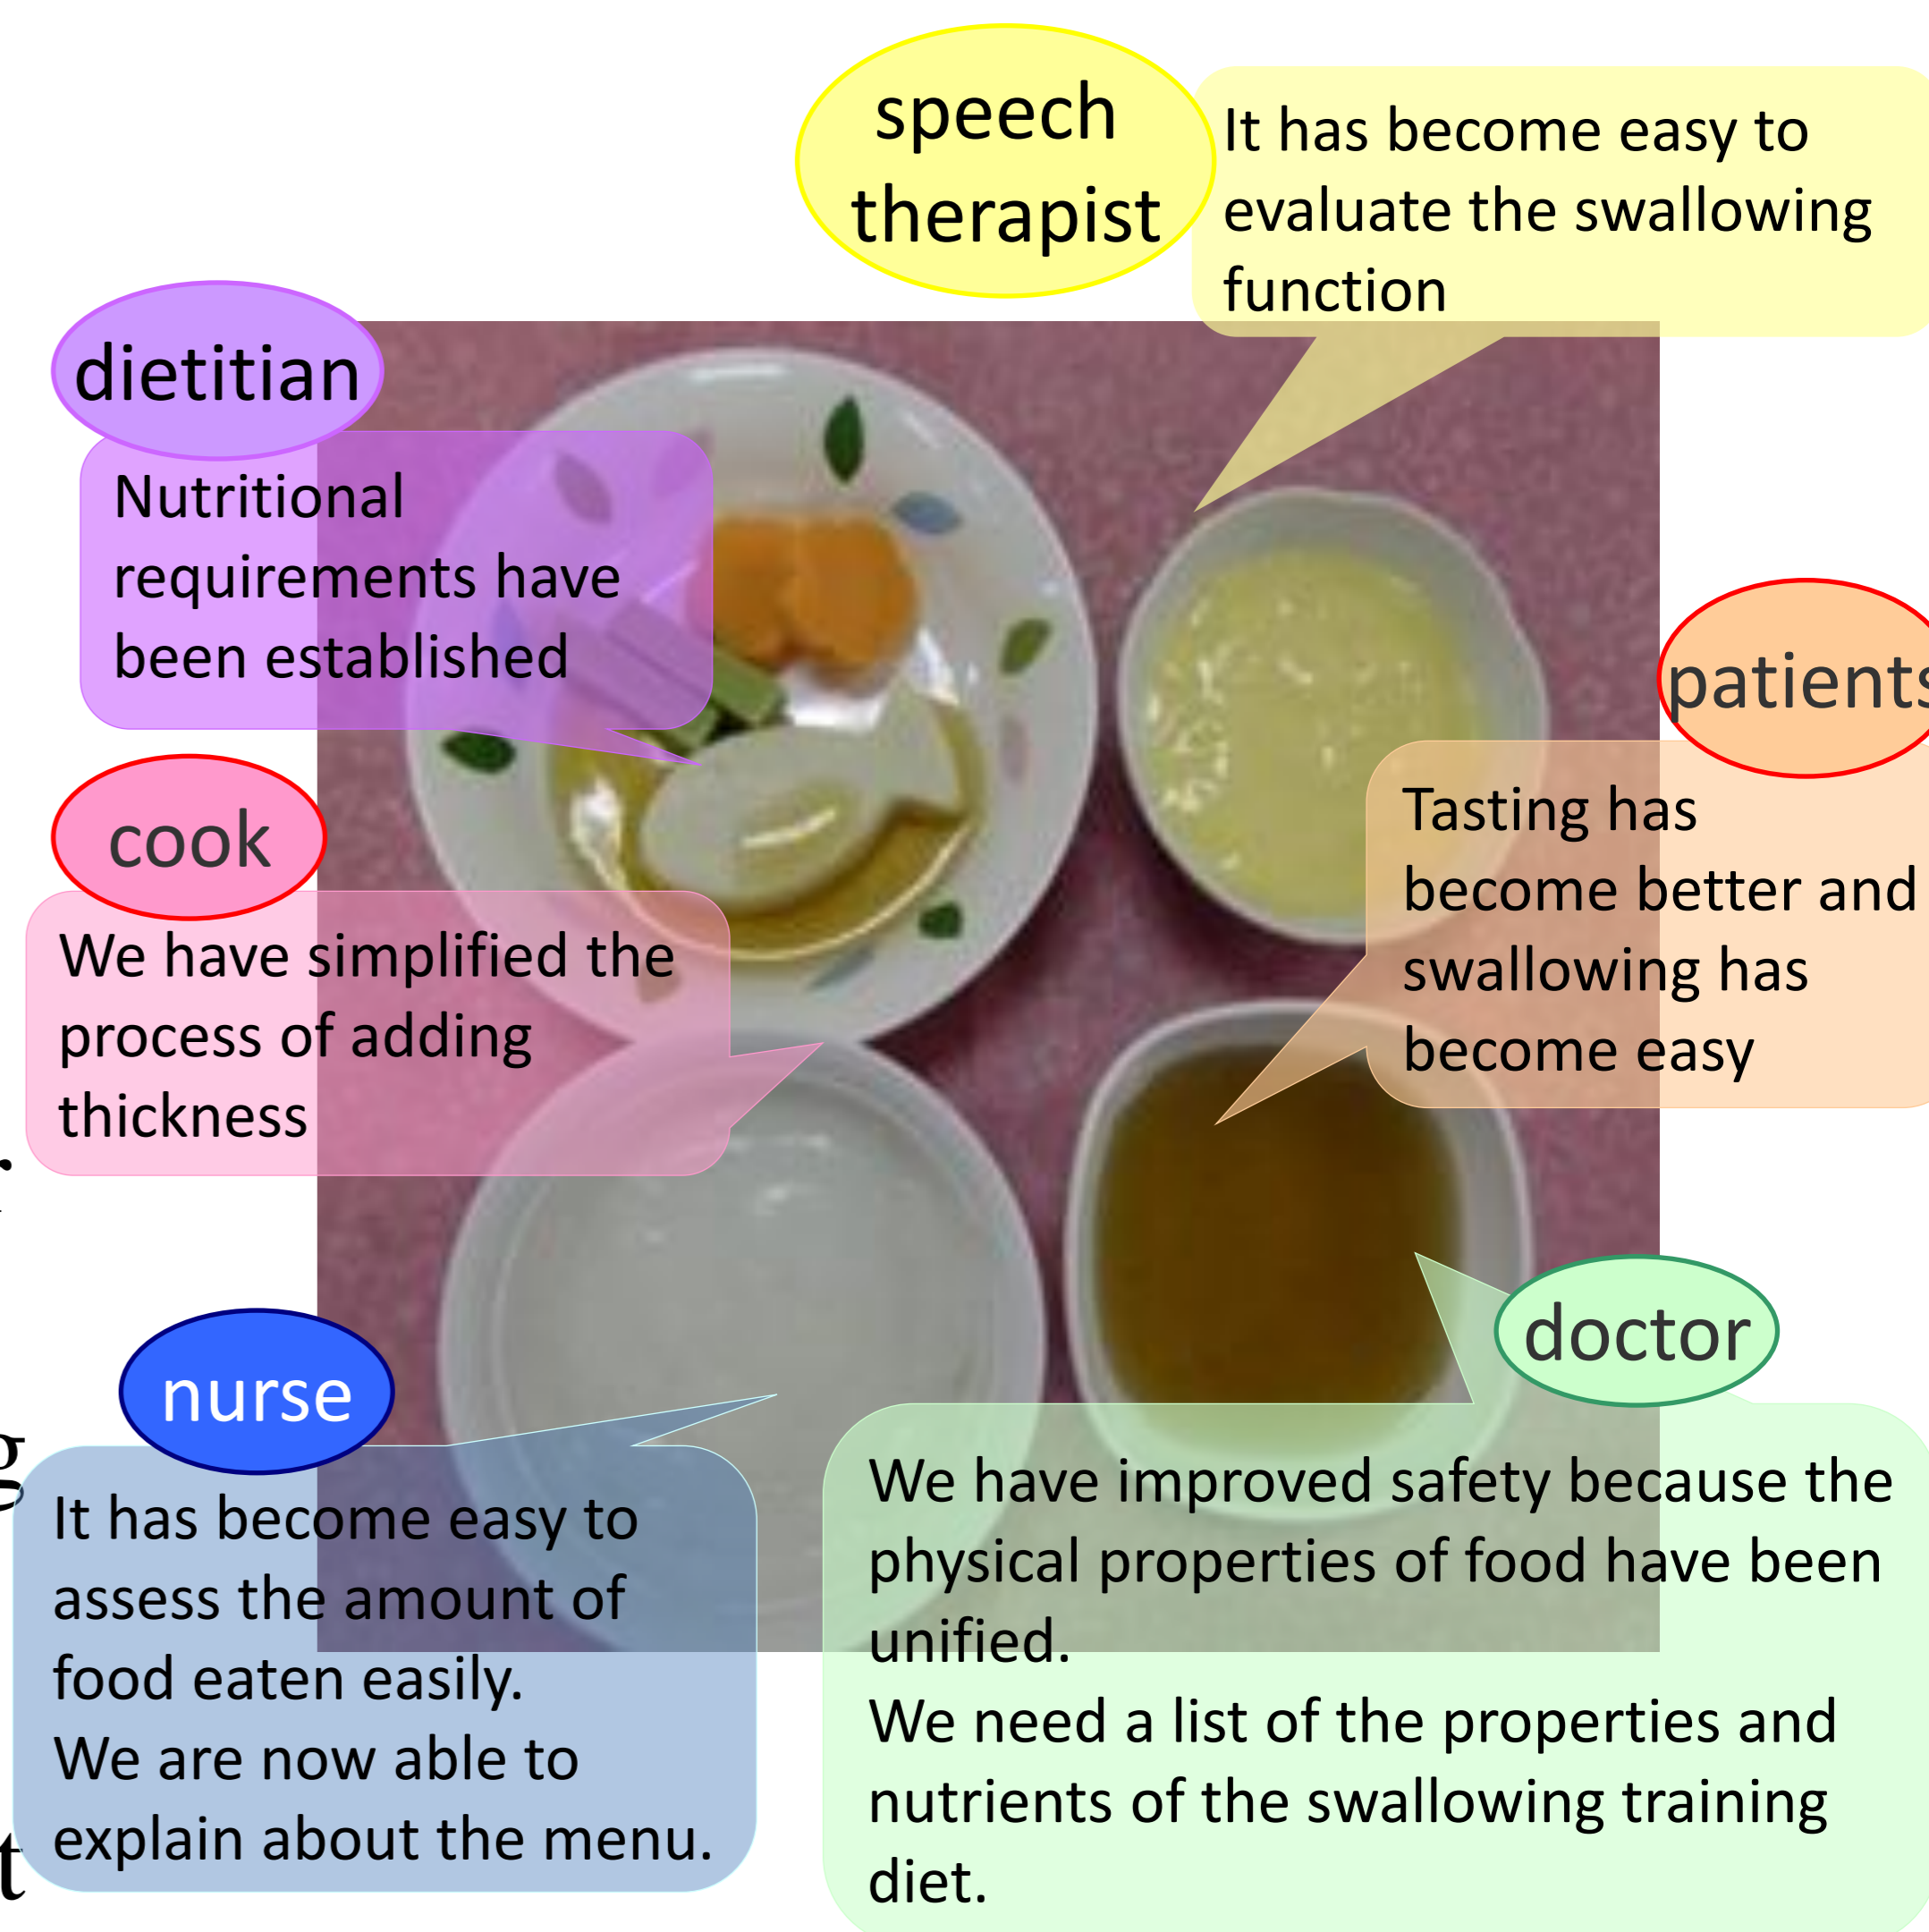 speech
therapist
It has become easy to
evaluate the swallowing
function
dietitian
Nutritional
requirements have
been established
patients
Tasting has
become better and
swallowing has
become easy
cook
We have simplified the
process of adding
thickness
r
doctor
We have improved safety because the
physical properties of food have been
unified.
We need a list of the properties and
nutrients of the swallowing training
diet.
nurse
g
It has become easy to
assess the amount of
food eaten easily.
We are now able to
explain about the menu.
t